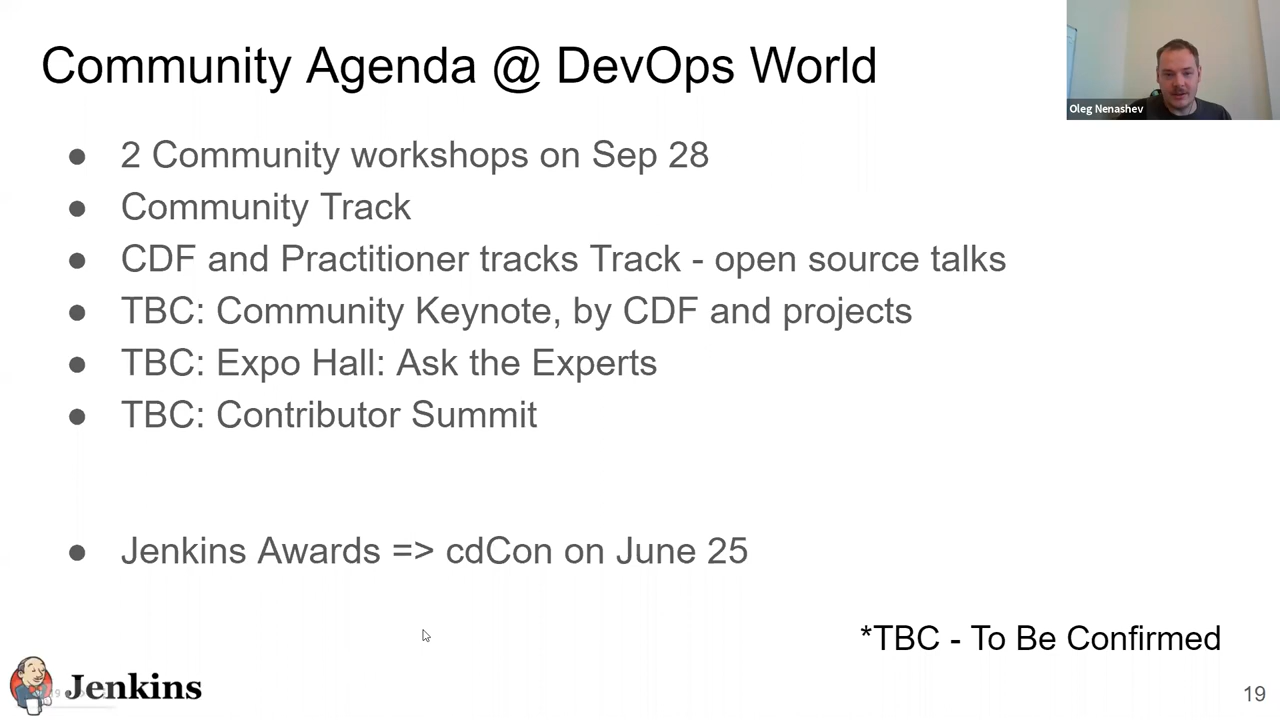 Community Agenda @ DevOps World
Oleg Nenashev
● 2 Community workshops on Sep 28
● Community Track
● CDF and Practitioner tracks Track - open source talks
● TBC: Community Keynote, by CDF and projects
● TBC: Expo Hall: Ask the Experts
● TBC: Contributor Summit
● Jenkins Awards => cdCon on June 25
*TBC - To Be Confirmed
Jenkins
19